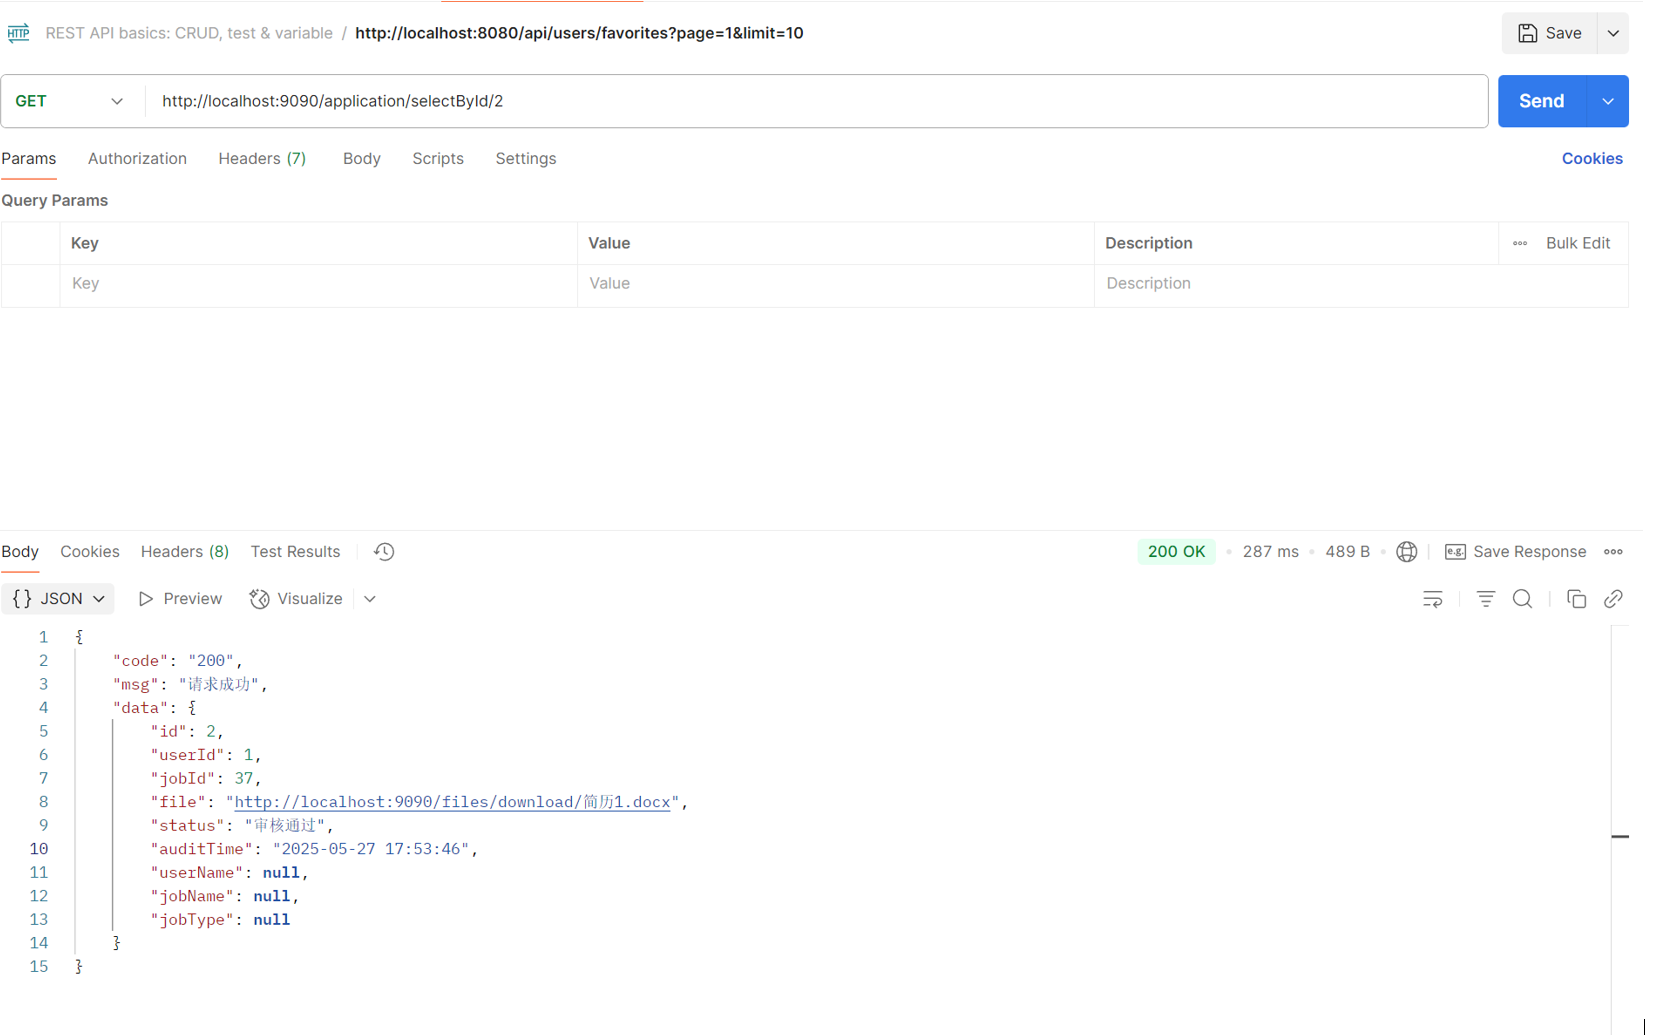 HTTP REST API basics: CRUD, test & variable / http://localhost:8080/api/users/favorites?page=1&limit=10 Save
GET http://localhost:9090/application/selectById/2 Send
Params Authorization Headers (7) Body Scripts Settings Cookies
Query Params
Key Value Description Bulk Edit
Key Value Description
Body Cookies Headers (8) Test Results 200 OK 287 ms 489 B e.g. Save Response
{} JSON Preview Visualize
1 {
2 "code": "200",
3 "msg": "请求成功",
4 "data": {
5 "id": 2,
6 "userId": 1,
7 "jobId": 37,
8 "file": "http://localhost:9090/files/download/简历1.docx",
9 "status": "审核通过",
10 "auditTime": "2025-05-27 17:53:46",
11 "userName": null,
12 "jobName": null,
13 "jobType": null
14 }
15 }